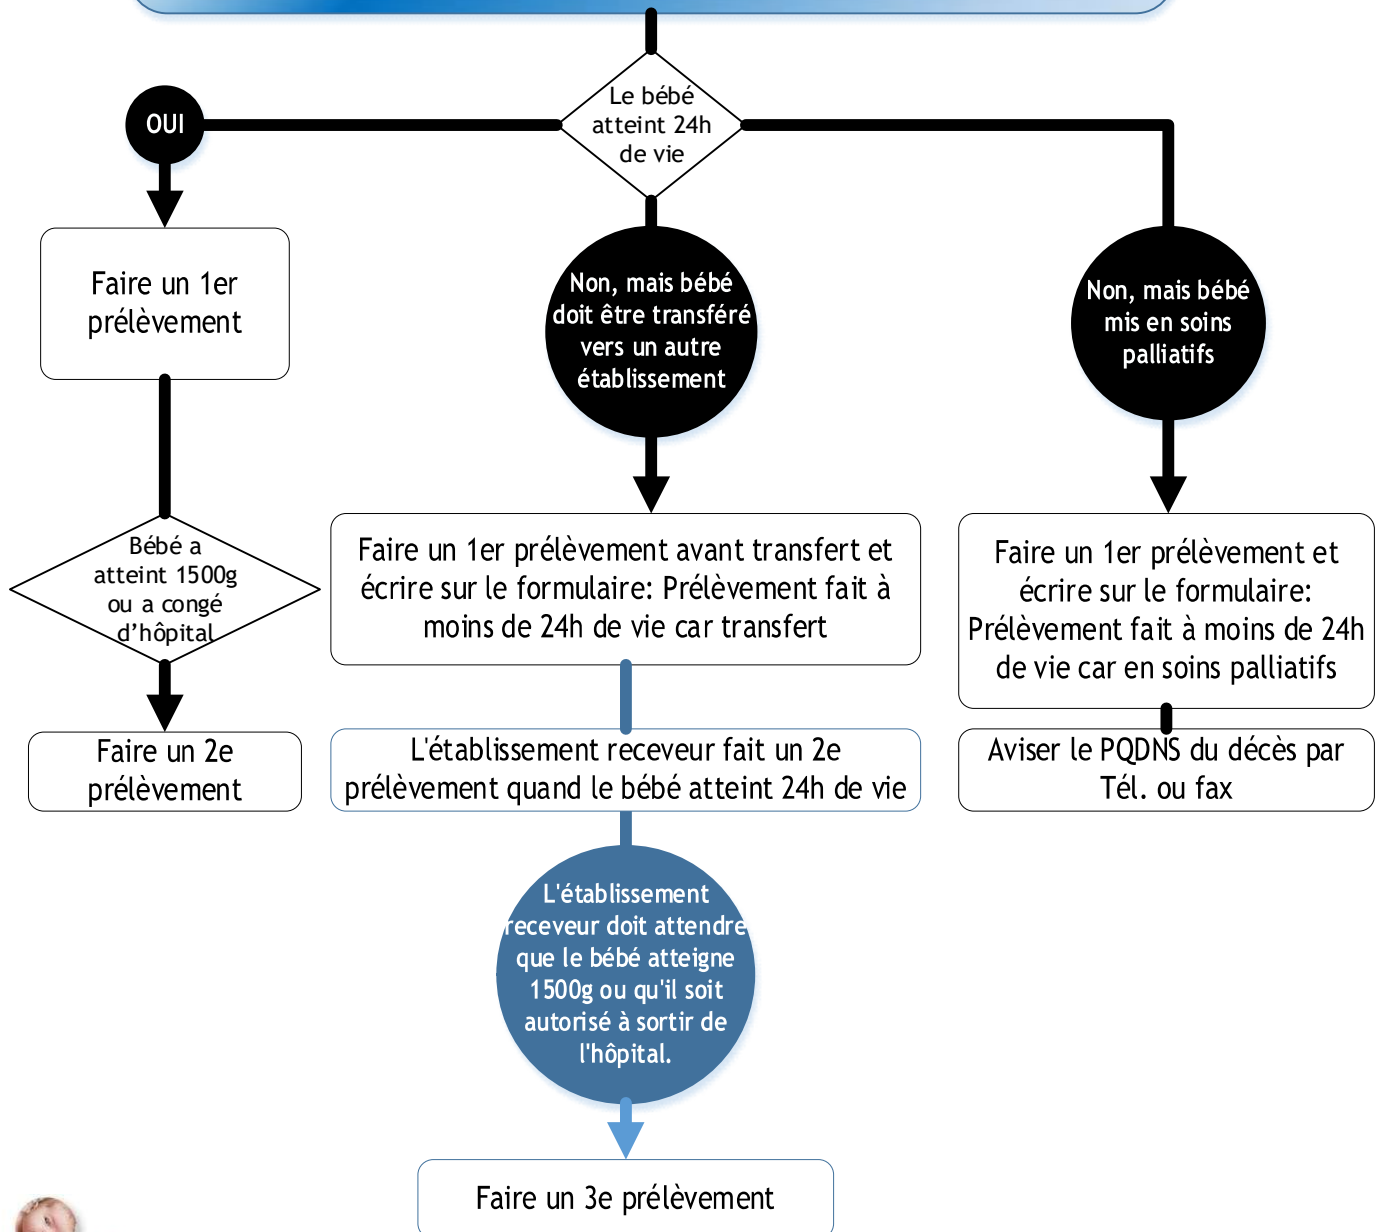 Le bébé
atteint 24h
de vie
OUI
Faire un 1er
prélèvement
Bébé a
atteint 1500g
ou a congé
d’hôpital
Faire un 2e
prélèvement
Non, mais bébé
doit être transféré
vers un autre
établissement
Faire un 1er prélèvement avant transfert et
écrire sur le formulaire: Prélèvement fait à
moins de 24h de vie car transfert
L'établissement receveur fait un 2e
prélèvement quand le bébé atteint 24h de vie
L'établissement
receveur doit attendre
que le bébé atteigne
1500g ou qu'il soit
autorisé à sortir de
l'hôpital.
Faire un 3e prélèvement
Non, mais bébé
mis en soins
palliatifs
Faire un 1er prélèvement et
écrire sur le formulaire:
Prélèvement fait à moins de 24h
de vie car en soins palliatifs
Aviser le PQDNS du décès par
Tél. ou fax